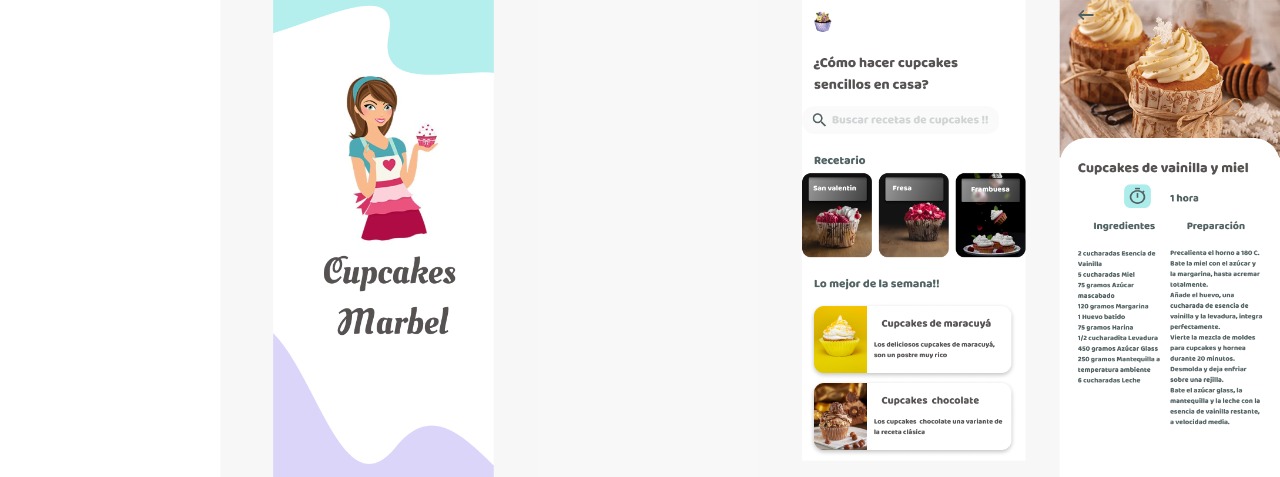 Cupcakes
Marbel
¿Cómo hacer cupcakes
sencillos en casa?
Buscar recetas de cupcakes !!
Recetario
San valentin
Fresa
Frambuesa
Lo mejor de la semana!!
Cupcakes de maracuyá
Los deliciosos cupcakes de maracuyá,
son un postre muy rico
Cupcakes chocolate
Los cupcakes chocolate una variante de
la receta clásica
Cupcakes de vainilla y miel
1 hora
Ingredientes
2 cucharadas Esencia de
Vainilla
5 cucharadas Miel
75 gramos Azúcar
mascabado
120 gramos Margarina
1 Huevo batido
75 gramos Harina
1/2 cucharadita Levadura
450 gramos Azúcar Glass
250 gramos Mantequilla a
temperatura ambiente
6 cucharadas Leche
Preparación
Precalienta el horno a 180 C.
Bate la miel con el azúcar y
la margarina, hasta acremar
totalmente.
Añade el huevo, una
cucharada de esencia de
vainilla y la levadura, integra
perfectamente.
Vierte la mezcla de moldes
para cupcakes y hornea
durante 20 minutos.
Desmolda y deja enfriar
sobre una rejilla.
Bate el azúcar glass, la
mantequilla y la leche con la
esencia de vainilla restante,
a velocidad media.